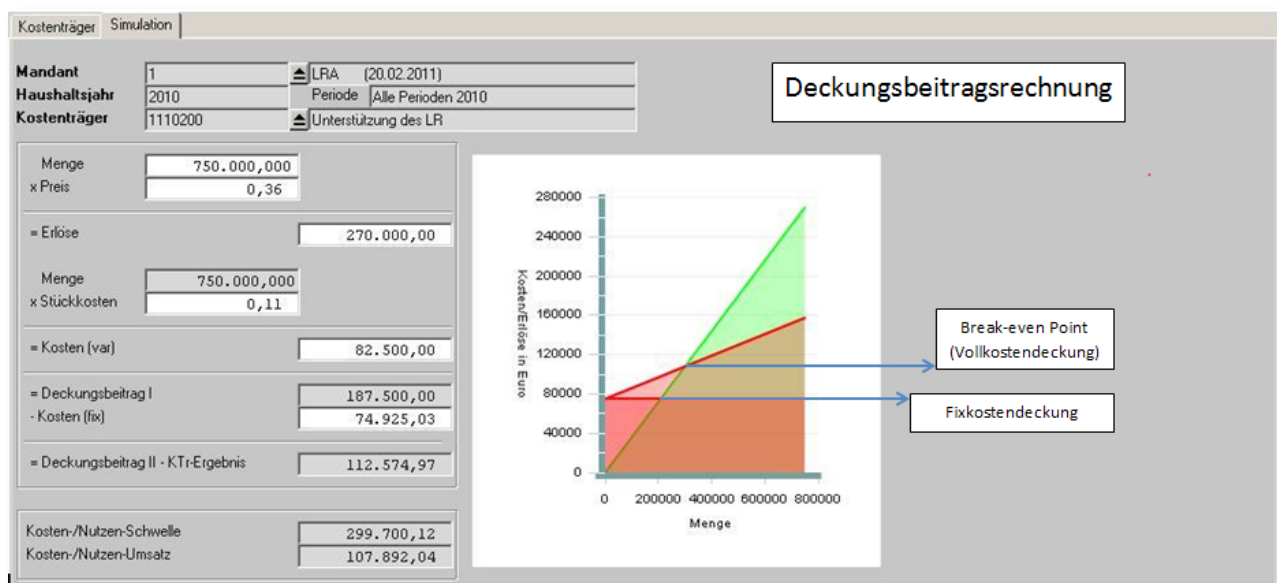 Kostenträger Simulation
Mandant 1 LRA (20.02.2011)
Haushaltsjahr 2010 Periode Alle Perioden 2010
Kostenträger 1110200 Unterstützung des LR
Deckungsbeitragsrechnung
Menge 750.000,000
x Preis 0,36
= Erlöse 270.000,00
Menge 750.000,000
x Stückkosten 0,11
= Kosten (var) 82.500,00
= Deckungsbeitrag I 187.500,00
- Kosten (fix) 74.925,03
= Deckungsbeitrag II - KTr-Ergebnis 112.574,97
Kosten-/Nutzen-Schwelle 299.700,12
Kosten-/Nutzen-Umsatz 107.892,04
Kosten/Erlöse in Euro
280000
240000
200000
160000
120000
80000
40000
0
0 200000 400000 600000 800000
Menge
Break-even Point
(Vollkostendeckung)
Fixkostendeckung